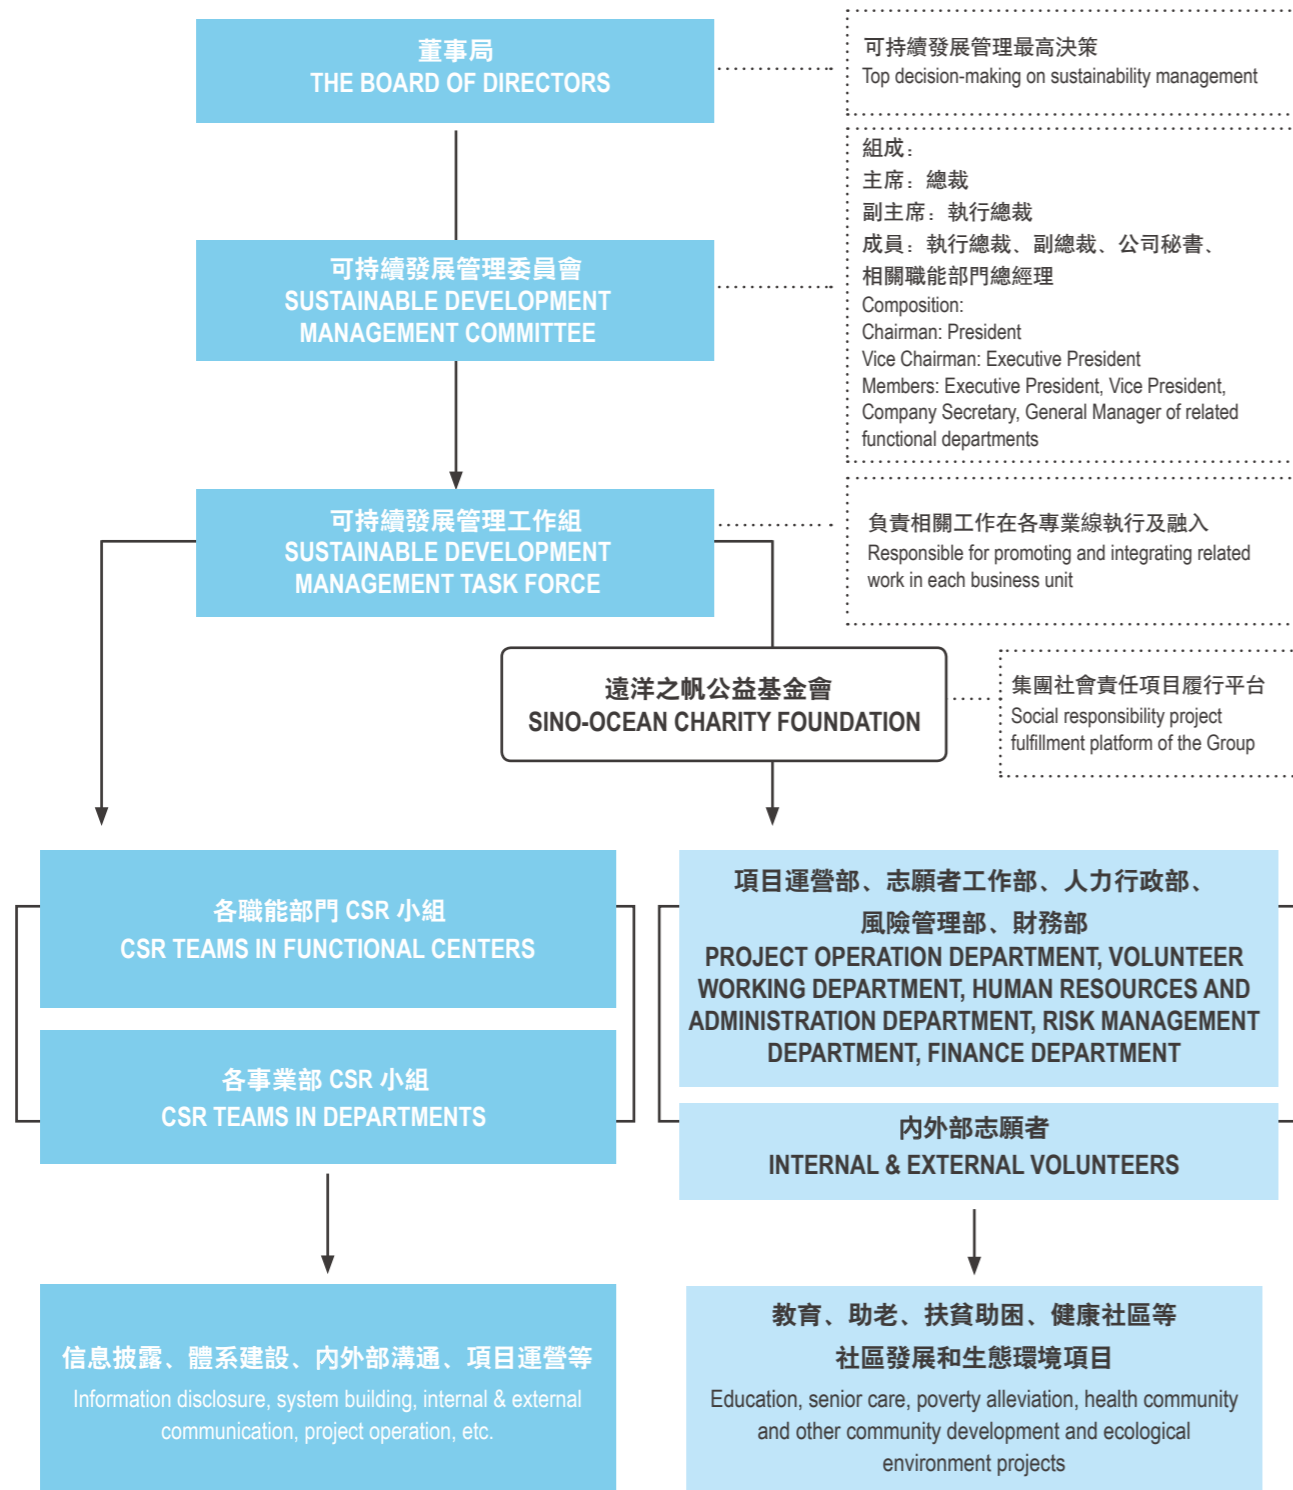 董事局
THE BOARD OF DIRECTORS
可持續發展管理最高決策
Top decision-making on sustainability management
可持續發展管理委員會
SUSTAINABLE DEVELOPMENT
MANAGEMENT COMMITTEE
組成：
主席：總裁
副主席：執行總裁
成員：執行總裁、副總裁、公司秘書、
相關職能部門總經理
Composition:
Chairman: President
Vice Chairman: Executive President
Members: Executive President, Vice President,
Company Secretary, General Manager of related
functional departments
可持續發展管理工作組
SUSTAINABLE DEVELOPMENT
MANAGEMENT TASK FORCE
負責相關工作在各專業線執行及融入
Responsible for promoting and integrating related
work in each business unit
遠洋之帆公益基金會
SINO-OCEAN CHARITY FOUNDATION
集團社會責任項目履行平台
Social responsibility project
fulfillment platform of the Group
各職能部門 CSR 小組
CSR TEAMS IN FUNCTIONAL CENTERS
各事業部 CSR 小組
CSR TEAMS IN DEPARTMENTS
項目運營部、志願者工作部、人力行政部、
風險管理部、財務部
PROJECT OPERATION DEPARTMENT, VOLUNTEER
WORKING DEPARTMENT, HUMAN RESOURCES AND
ADMINISTRATION DEPARTMENT, RISK MANAGEMENT
DEPARTMENT, FINANCE DEPARTMENT
內外部志願者
INTERNAL & EXTERNAL VOLUNTEERS
信息披露、體系建設、內外部溝通、項目運營等
Information disclosure, system building, internal & external
communication, project operation, etc.
教育、助老、扶貧助困、健康社區等
社區發展和生態環境項目
Education, senior care, poverty alleviation, health community
and other community development and ecological
environment projects